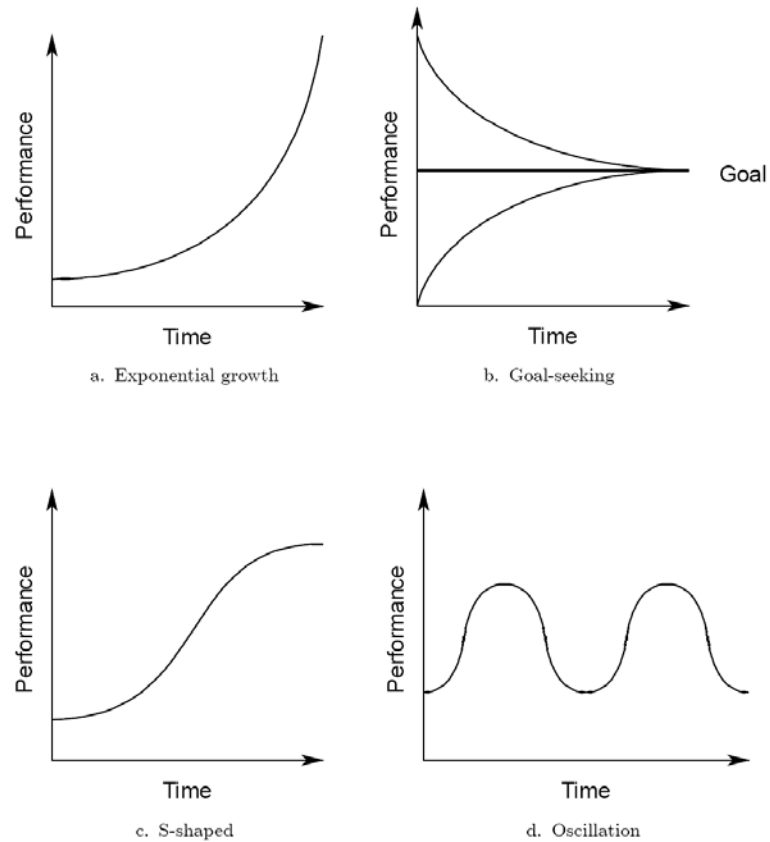 Performance
Time
a. Exponential growth
Performance
Goal
Time
b. Goal-seeking
Performance
Time
c. S-shaped
Performance
Time
d. Oscillation